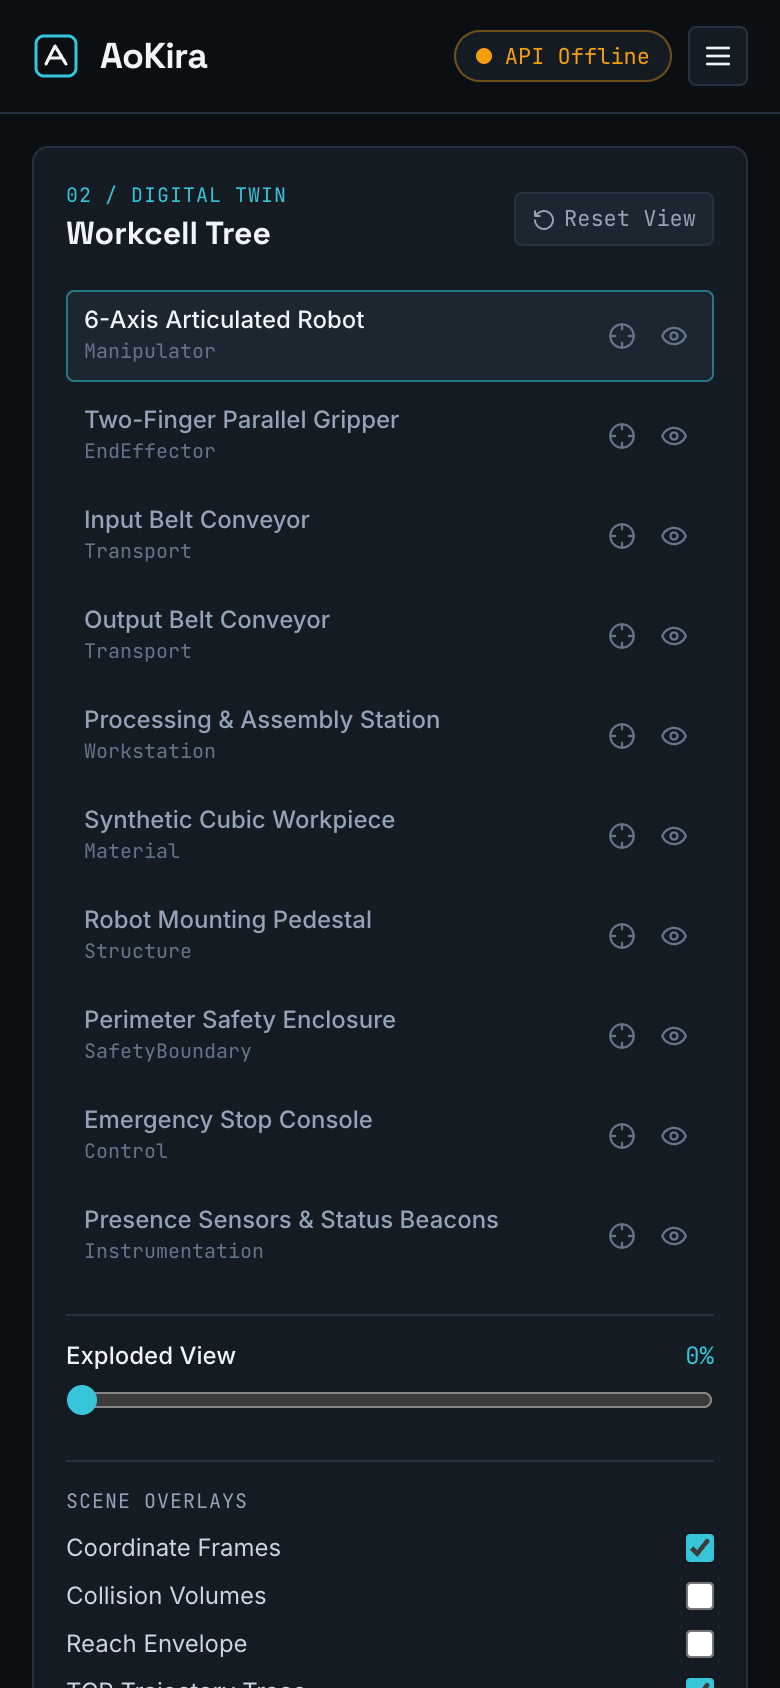 AoKira
API Offline
02 / DIGITAL TWIN
Workcell Tree
Reset View
6-Axis Articulated Robot
Manipulator
Two-Finger Parallel Gripper
EndEffector
Input Belt Conveyor
Transport
Output Belt Conveyor
Transport
Processing & Assembly Station
Workstation
Synthetic Cubic Workpiece
Material
Robot Mounting Pedestal
Structure
Perimeter Safety Enclosure
SafetyBoundary
Emergency Stop Console
Control
Presence Sensors & Status Beacons
Instrumentation
Exploded View
0%
SCENE OVERLAYS
Coordinate Frames
Collision Volumes
Reach Envelope
TCP Trajectory Trace